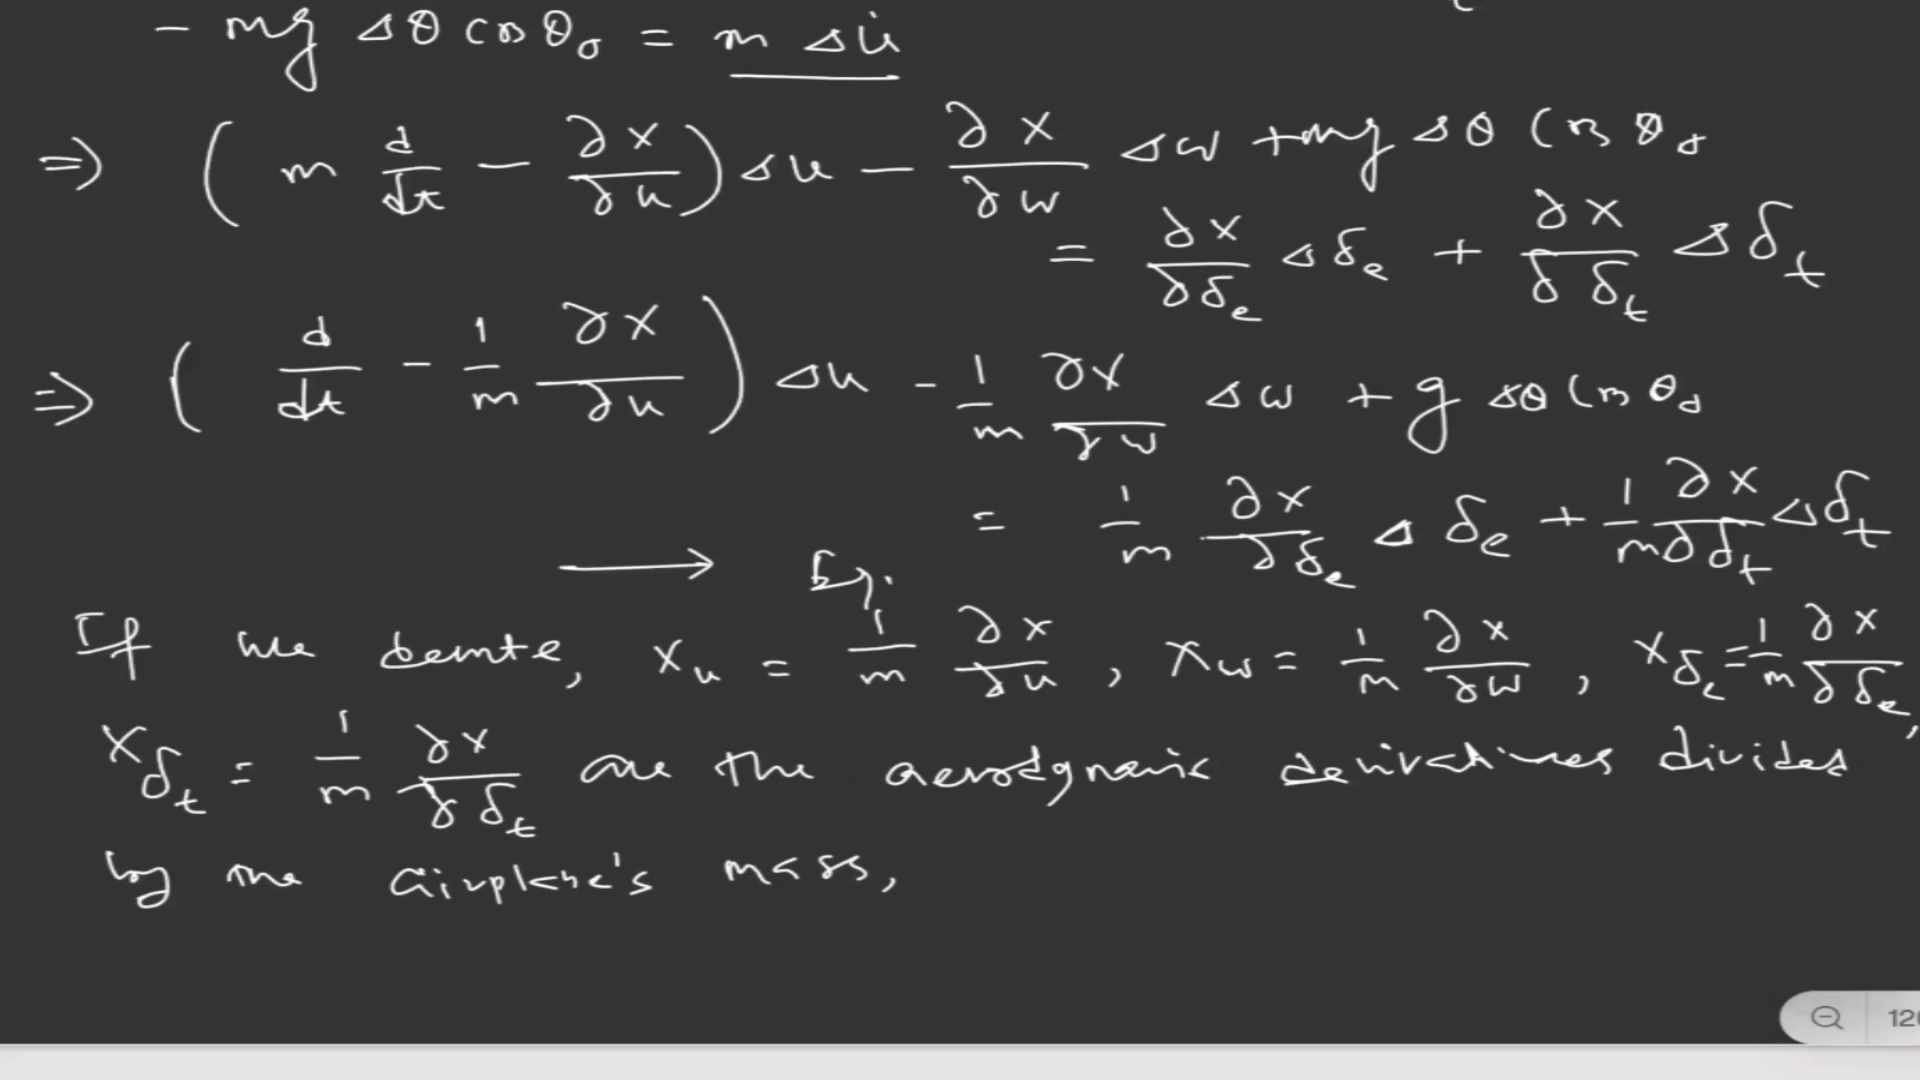 - mg Δθ cos θ₀ = m Δu̇
=> (m d/dt - ∂X/∂u) Δu - ∂X/∂w Δw + mg Δθ Cos θ₀
= ∂X/∂δe Δδe + ∂X/∂δt Δδt
=> (d/dt - 1/m ∂X/∂u) Δu - 1/m ∂X/∂w Δw + g Δθ Cos θ₀
= 1/m ∂X/∂δe Δδe + 1/m ∂X/∂δt Δδt
⟶ Eq.
If we denote, Xu = 1/m ∂X/∂u, Xw = 1/m ∂X/∂w, Xδe = 1/m ∂X/∂δe,
Xδt = 1/m ∂X/∂δt are the aerodynamic derivatives divided
by the airplane's mass,